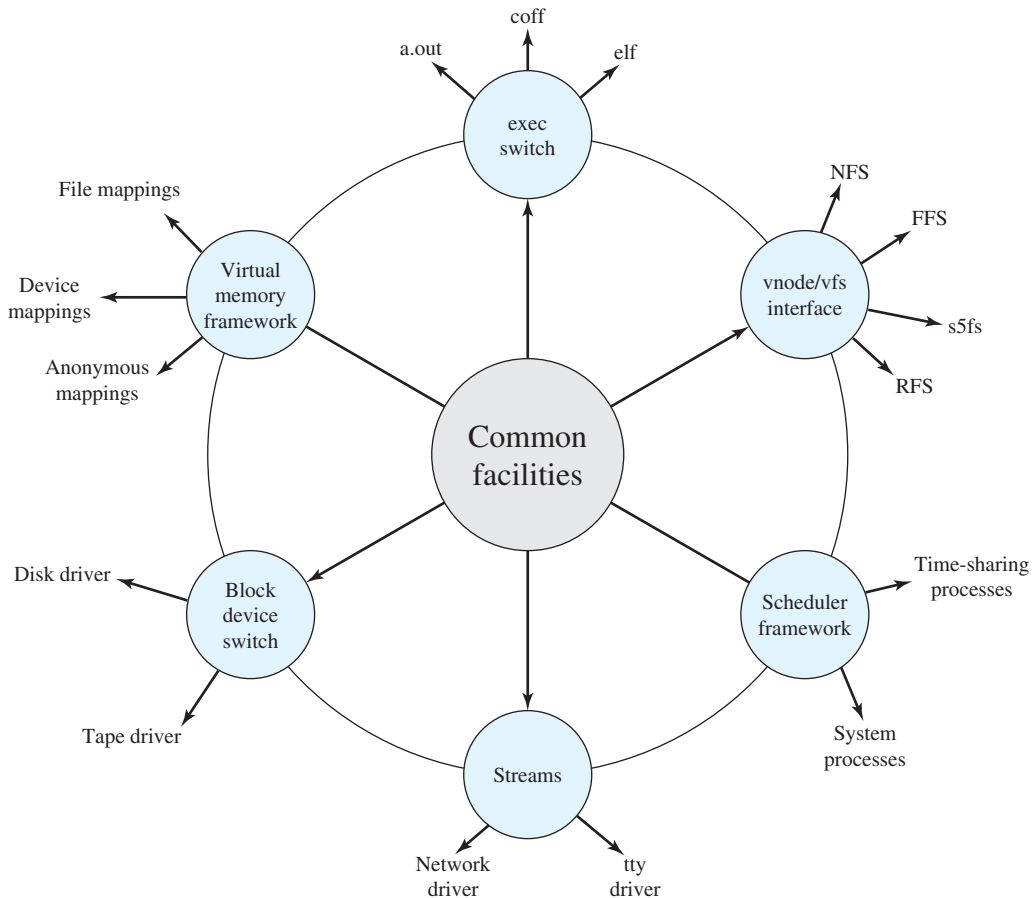 coff
a.out
elf
exec
switch
File mappings
NFS
FFS
Virtual
memory
framework
vnode/vfs
interface
Device
mappings
s5fs
Anonymous
mappings
RFS
Common
facilities
Disk driver
Block
device
switch
Scheduler
framework
Time-sharing
processes
Tape driver
System
processes
Streams
Network
driver
tty
driver